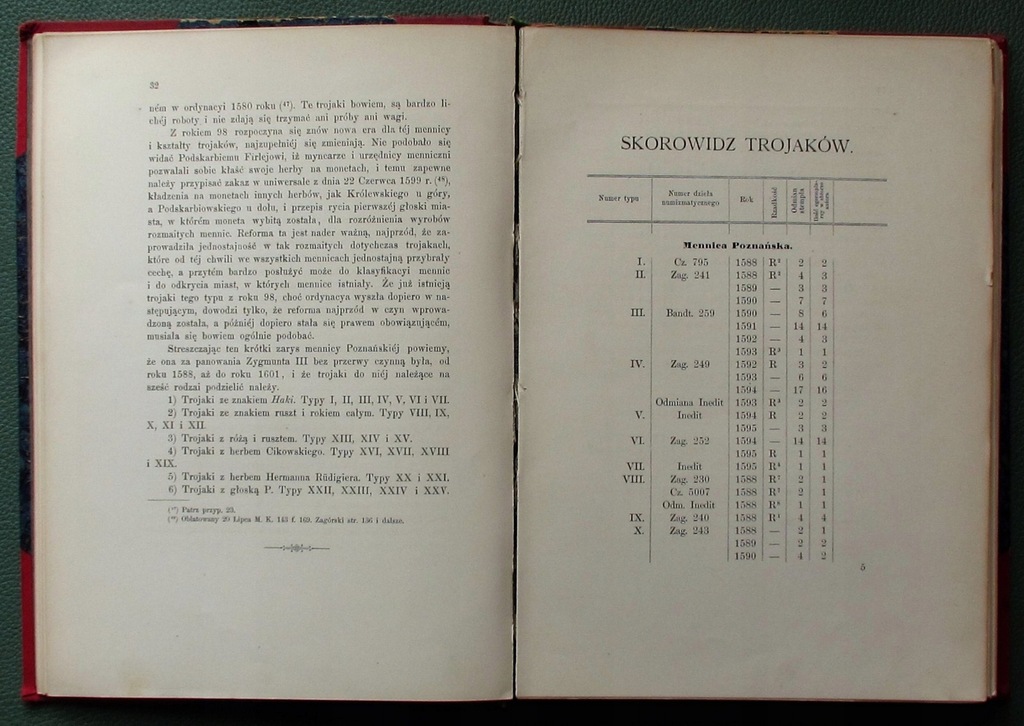 32
ném w ordynacyi 1580 roku (⁴⁷). Te trojaki bowiem, są bardzo li-
chéj roboty i nie zdają się trzymać ani próby ani wagi.
Z rokiem 98 rozpoczyna się znów nowa era dla téj mennicy
i kształty trojaków, najzupełniéj się zmieniają. Nie podobało się
widać Podskarbiemu Firlejowi, iż myncarze i urzędnicy menniczni
pozwalali sobie kłaść swoje herby na monetach, i temu zapewne
należy przypisać zakaz w uniwersale z dnia 22 Czerwca 1599 r. (⁴⁸),
kładzenia na monetach innych herbów, jak Królewskiego u góry,
a Podskarbiowskiego u dołu, i przepis rycia pierwszéj głoski mia-
sta, w którém moneta wybitą została, dla rozróżnienia wyrobów
rozmaitych mennic. Reforma ta jest nader ważną, najprzód, że za-
prowadziła jednostajność w tak rozmaitych dotychczas trojakach,
które od téj chwili we wszystkich mennicach jednostajną przybrały
cechę, a przytém bardzo posłużyć może do klasyfikacyi mennic
i do odkrycia miast, w których mennice istniały. Że już istnieją
trojaki tego typu z roku 98, choć ordynacya wyszła dopiero w na-
stępującym, dowodzi tylko, że reforma najprzód w czyn wprowa-
dzoną została, a późniéj dopiero stała się prawem obowiązującém,
musiała się bowiem ogólnie podobać.
Streszczając ten krótki zarys mennicy Poznańskiéj powiemy,
że ona za panowania Zygmunta III bez przerwy czynną była, od
roku 1588, aż do roku 1601, i że trojaki do niéj należące na
sześć rodzai podzielić należy.
1) Trojaki ze znakiem Haki. Typy I, II, III, IV, V, VI i VII.
2) Trojaki ze znakiem ruszt i rokiem całym. Typy VIII, IX,
X, XI i XII.
3) Trojaki z różą i rusztem. Typy XIII, XIV i XV.
4) Trojaki z herbem Cikowskiego. Typy XVI, XVII, XVIII
i XIX.
5) Trojaki z herbem Hermanna Rüdigiera. Typy XX i XXI.
6) Trojaki z głoską P. Typy XXII, XXIII, XXIV i XXV.
(⁴⁷) Patrz przyp. 23.
(⁴⁸) Oblatowany 29 Lipca M. K. 143 f. 169. Zagórski str. 136 i dalsze.
SKOROWIDZ TROJAKÓW.
Numer typu | Numer dzieła numizmatycznego | Rok | Rzadkość | Odmian stempla
Mennica Poznańska.
I. Cz. 795 1588 R² 2 2
II. Zag. 241 1588 4 3
1589 — 3 3
1590 — 7 7
III. Bandt. 259 1590 — 8 6
1591 — 14 14
1592 — 4 3
1593 1 1
IV. Zag. 249 1592 R 3 2
1593 — 6 6
1594 — 17 16
Odmiana Inedit 1593 2 2
V. Inedit 1594 R 2 2
1595 — 3 3
VI. Zag. 252 1594 — 14 14
1595 R 1 1
VII. Inedit 1595 R⁴ 1 1
VIII. Zag. 230 1588 2 1
Cz. 5007 1588 2 1
Odm. Inedit 1588 1 1
IX. Zag. 240 1588 4 4
X. Zag. 243 1588 — 2 1
1589 — 2 2
1590 — 4 2
5